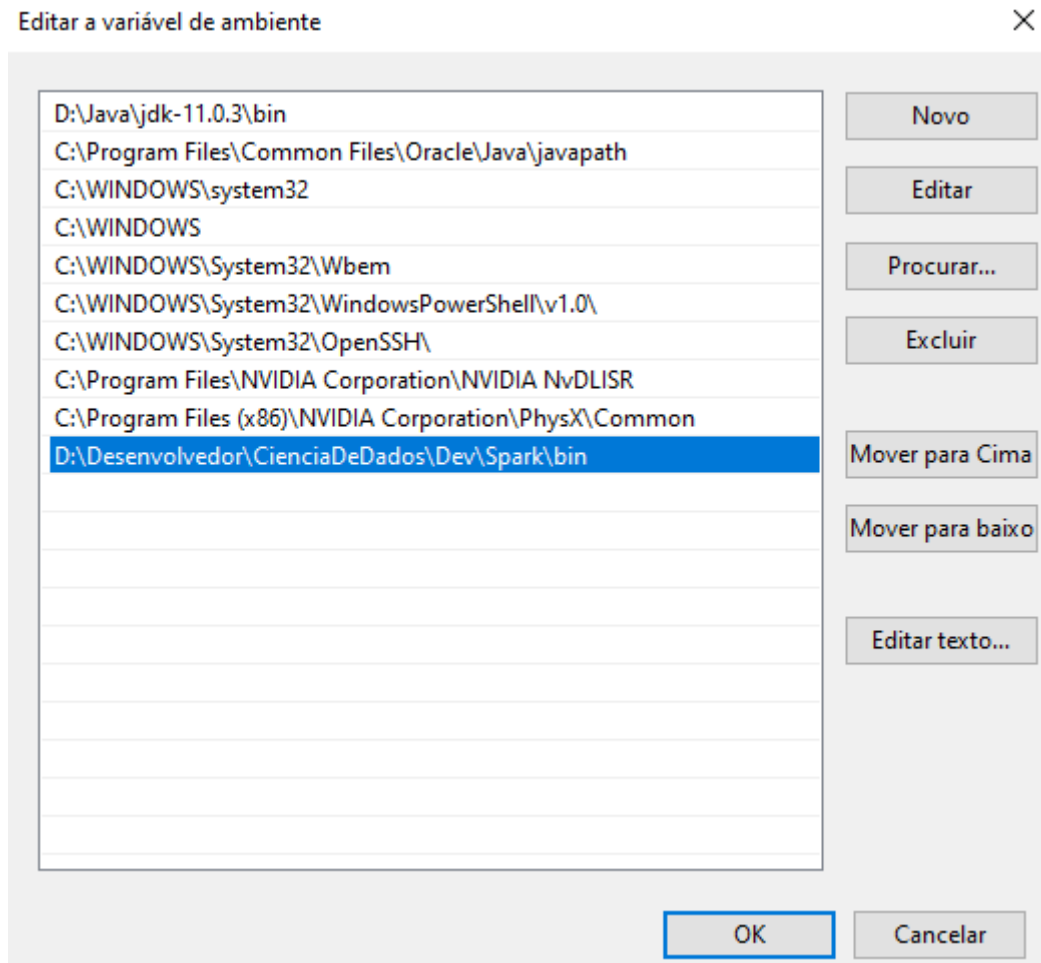 Editar a variável de ambiente
D:\Java\jdk-11.0.3\bin
C:\Program Files\Common Files\Oracle\Java\javapath
C:\WINDOWS\system32
C:\WINDOWS
C:\WINDOWS\System32\Wbem
C:\WINDOWS\System32\WindowsPowerShell\v1.0\
C:\WINDOWS\System32\OpenSSH\
C:\Program Files\NVIDIA Corporation\NVIDIA NvDLISR
C:\Program Files (x86)\NVIDIA Corporation\PhysX\Common
D:\Desenvolvedor\CienciaDeDados\Dev\Spark\bin
Novo
Editar
Procurar...
Excluir
Mover para Cima
Mover para baixo
Editar texto...
OK
Cancelar